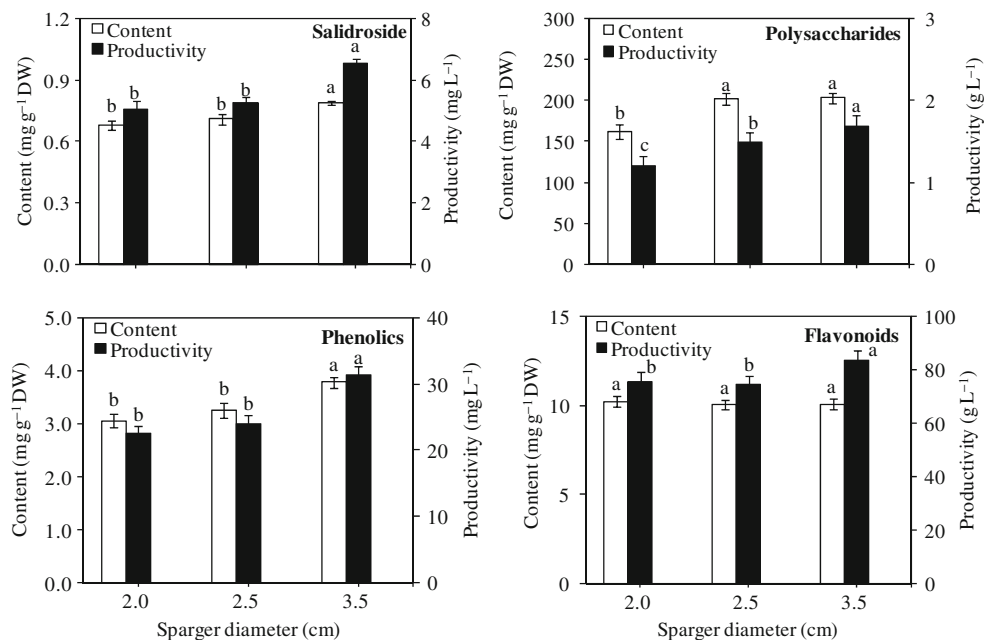 Salidroside
Content
Productivity
1.2
0.9
0.6
0.3
0.0
Content (mg g⁻¹ DW)
8
6
4
2
0
Productivity (mg L⁻¹)
b b b b a a
Polysaccharides
Content
Productivity
300
250
200
150
100
50
0
Content (mg g⁻¹ DW)
3
2
1
0
Productivity (g L⁻¹)
b c a b a a
Phenolics
Content
Productivity
5.0
4.0
3.0
2.0
1.0
0.0
Content (mg g⁻¹ DW)
40
30
20
10
0
Productivity (mg L⁻¹)
b b b b a a
2.0 2.5 3.5
Sparger diameter (cm)
Flavonoids
Content
Productivity
15
10
5
0
Content (mg g⁻¹ DW)
100
80
60
40
20
0
Productivity (g L⁻¹)
a b a b a a
2.0 2.5 3.5
Sparger diameter (cm)